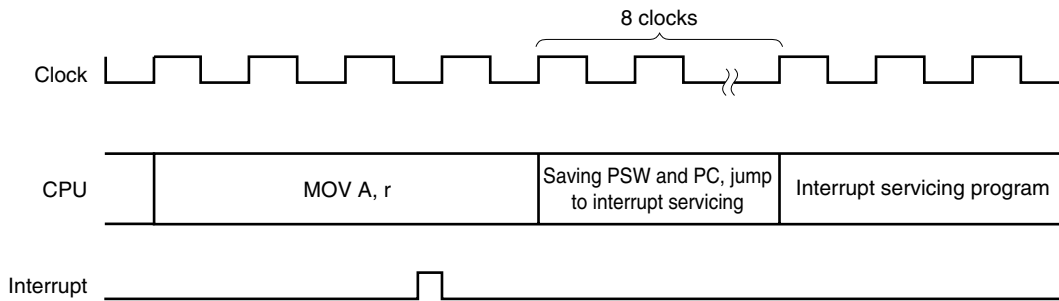 8 clocks
Clock
CPU
MOV A, r
Saving PSW and PC, jump
to interrupt servicing
Interrupt servicing program
Interrupt